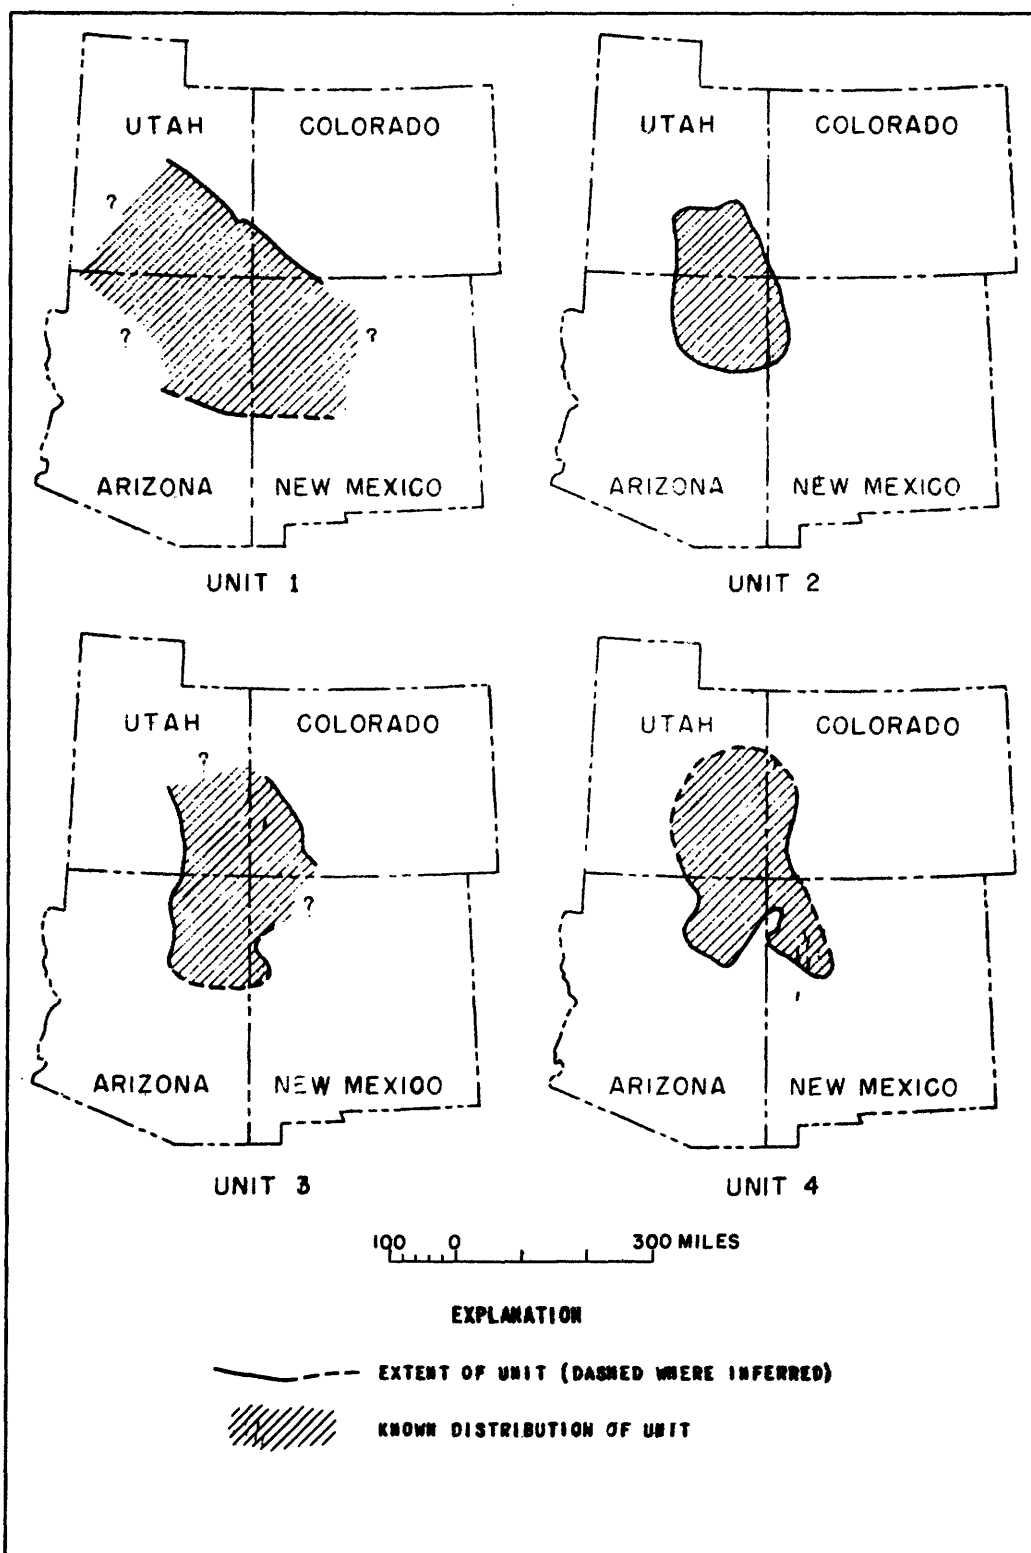 UTAH COLORADO
?
?
?
ARIZONA NEW MEXICO
UNIT 1
UTAH COLORADO
ARIZONA NEW MEXICO
UNIT 2
UTAH COLORADO
?
?
ARIZONA NEW MEXICO
UNIT 3
UTAH COLORADO
ARIZONA NEW MEXICO
UNIT 4
100 0 300 MILES
EXPLANATION
EXTENT OF UNIT (DASHED WHERE INFERRED)
KNOWN DISTRIBUTION OF UNIT